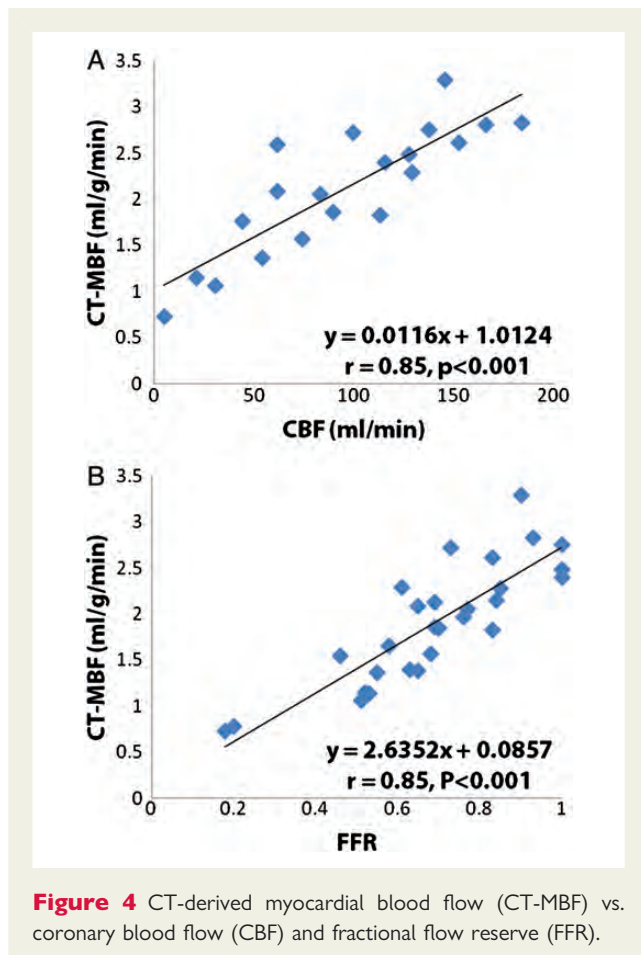 A
3.5
3
2.5
2
1.5
1
0.5
0
CT-MBF (ml/g/min)
y = 0.0116x + 1.0124
r = 0.85, p<0.001
0 50 100 150 200
CBF (ml/min)
B
3.5
3
2.5
2
1.5
1
0.5
0
CT-MBF (ml/g/min)
y = 2.6352x + 0.0857
r = 0.85, P<0.001
0 0.2 0.4 0.6 0.8 1
FFR
Figure 4 CT-derived myocardial blood flow (CT-MBF) vs.
coronary blood flow (CBF) and fractional flow reserve (FFR).